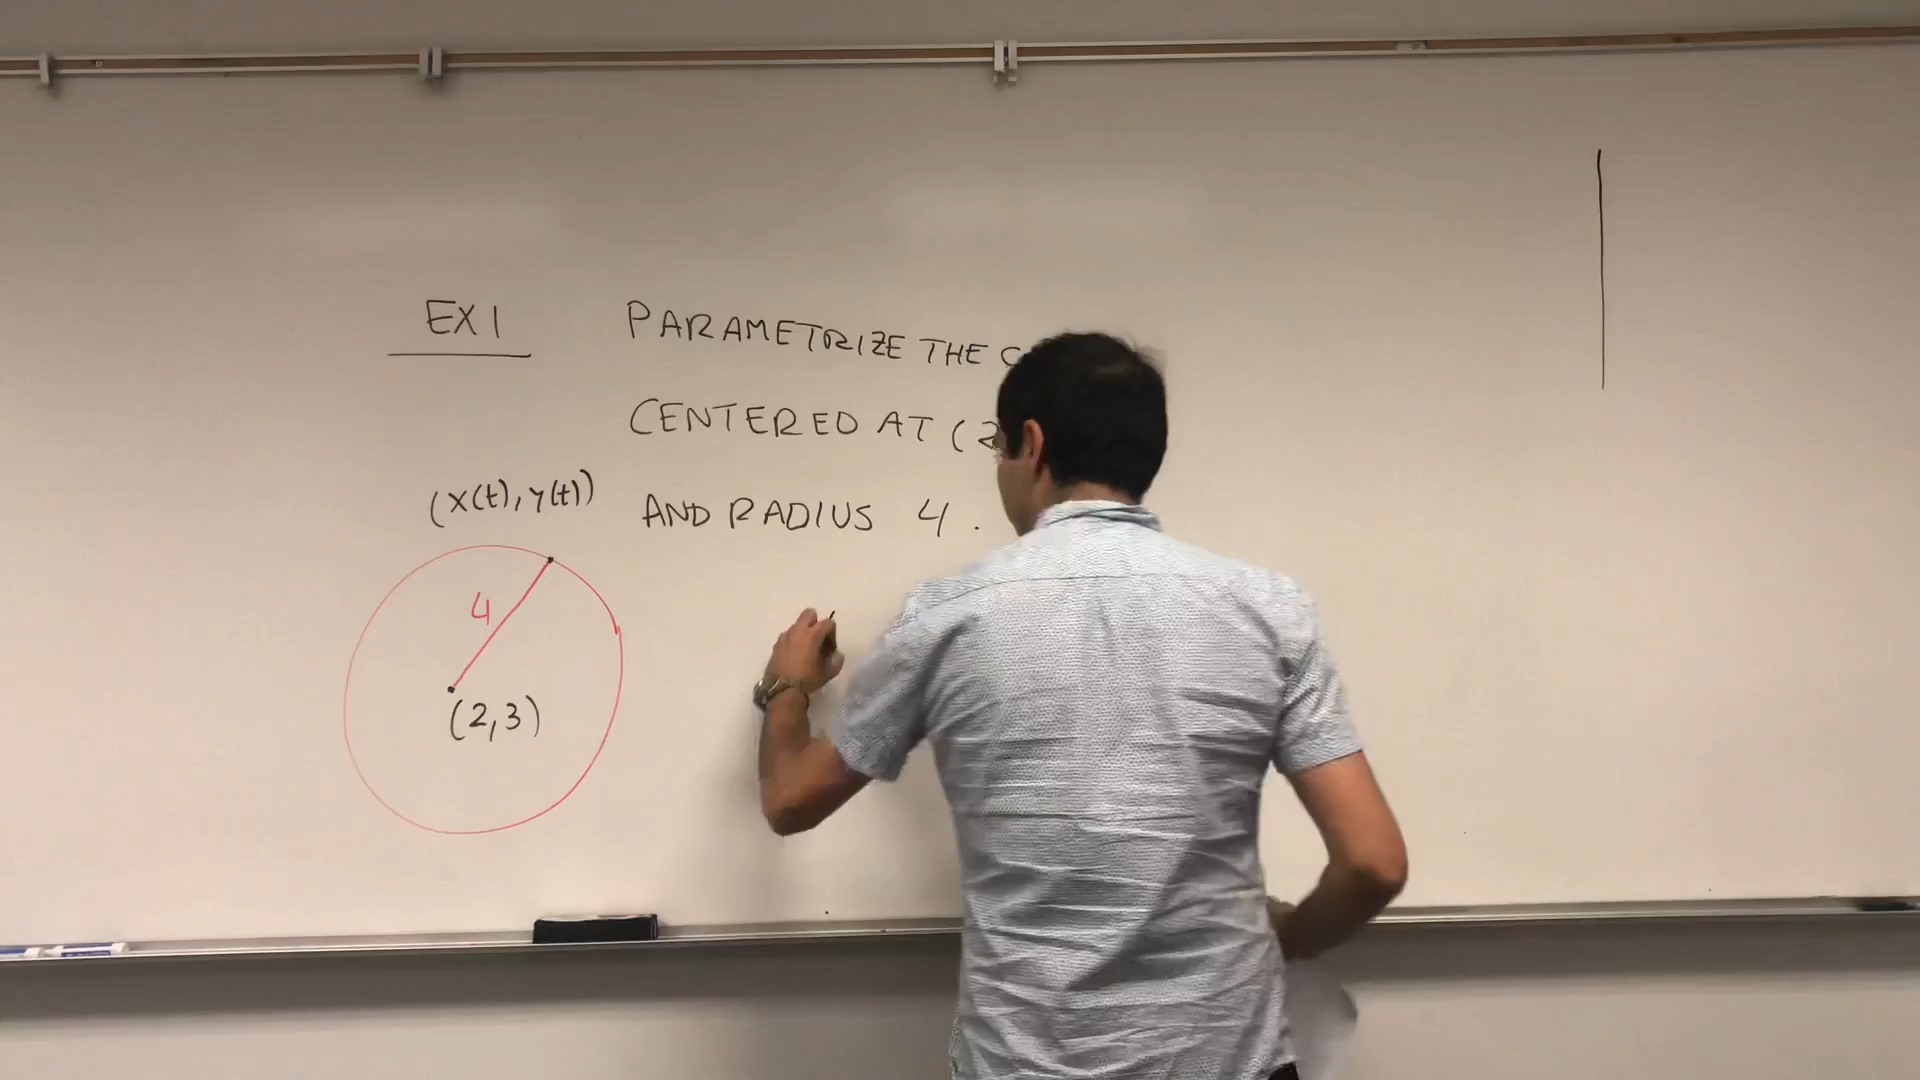 EX 1
PARAMETRIZE THE
CENTERED AT (2
(x(t), y(t))
AND RADIUS 4.
4
(2,3)